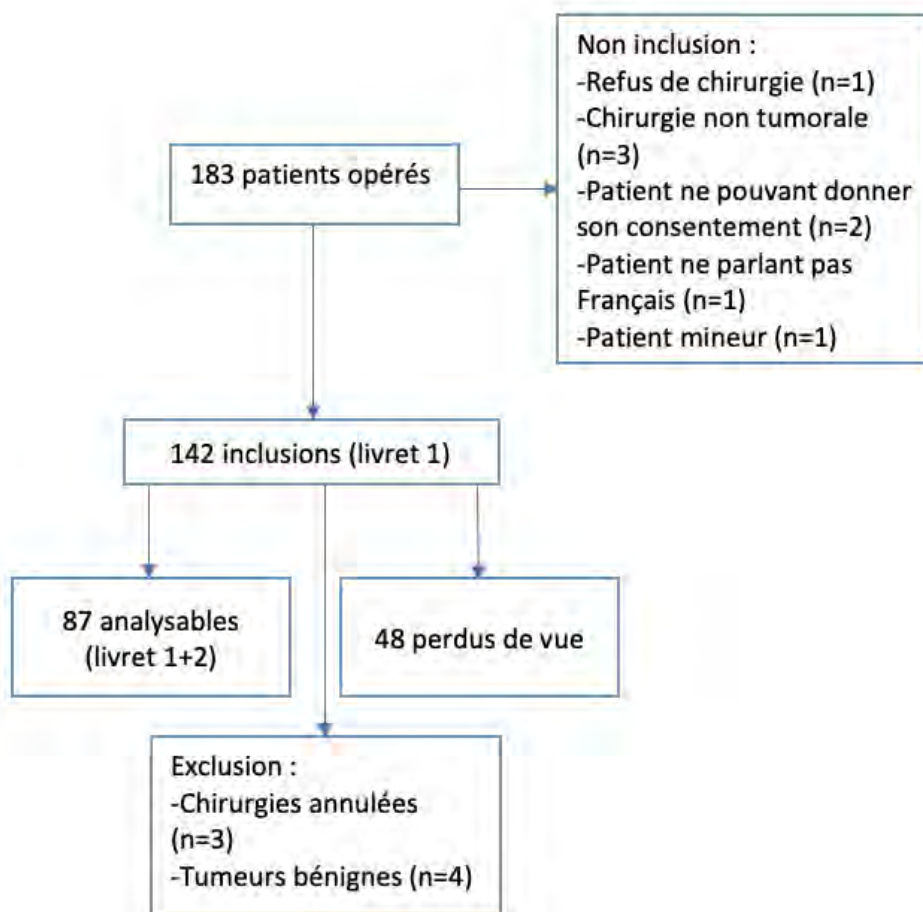 Non inclusion :
-Refus de chirurgie (n=1)
-Chirurgie non tumorale
(n=3)
-Patient ne pouvant donner
son consentement (n=2)
-Patient ne parlant pas
Français (n=1)
-Patient mineur (n=1)
183 patients opérés
142 inclusions (livret 1)
87 analysables
(livret 1+2)
48 perdus de vue
Exclusion :
-Chirurgies annulées
(n=3)
-Tumeurs bénignes (n=4)